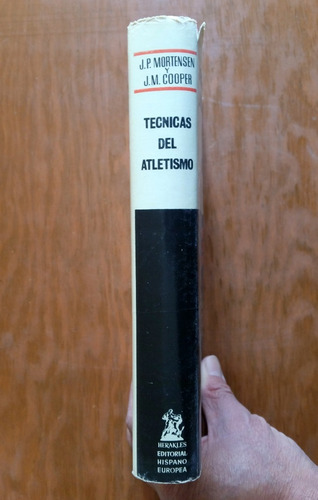 J.P. MORTENSEN
Y
J.M. COOPER
TECNICAS
DEL
ATLETISMO
HERAKLES
EDITORIAL
HISPANO
EUROPEA